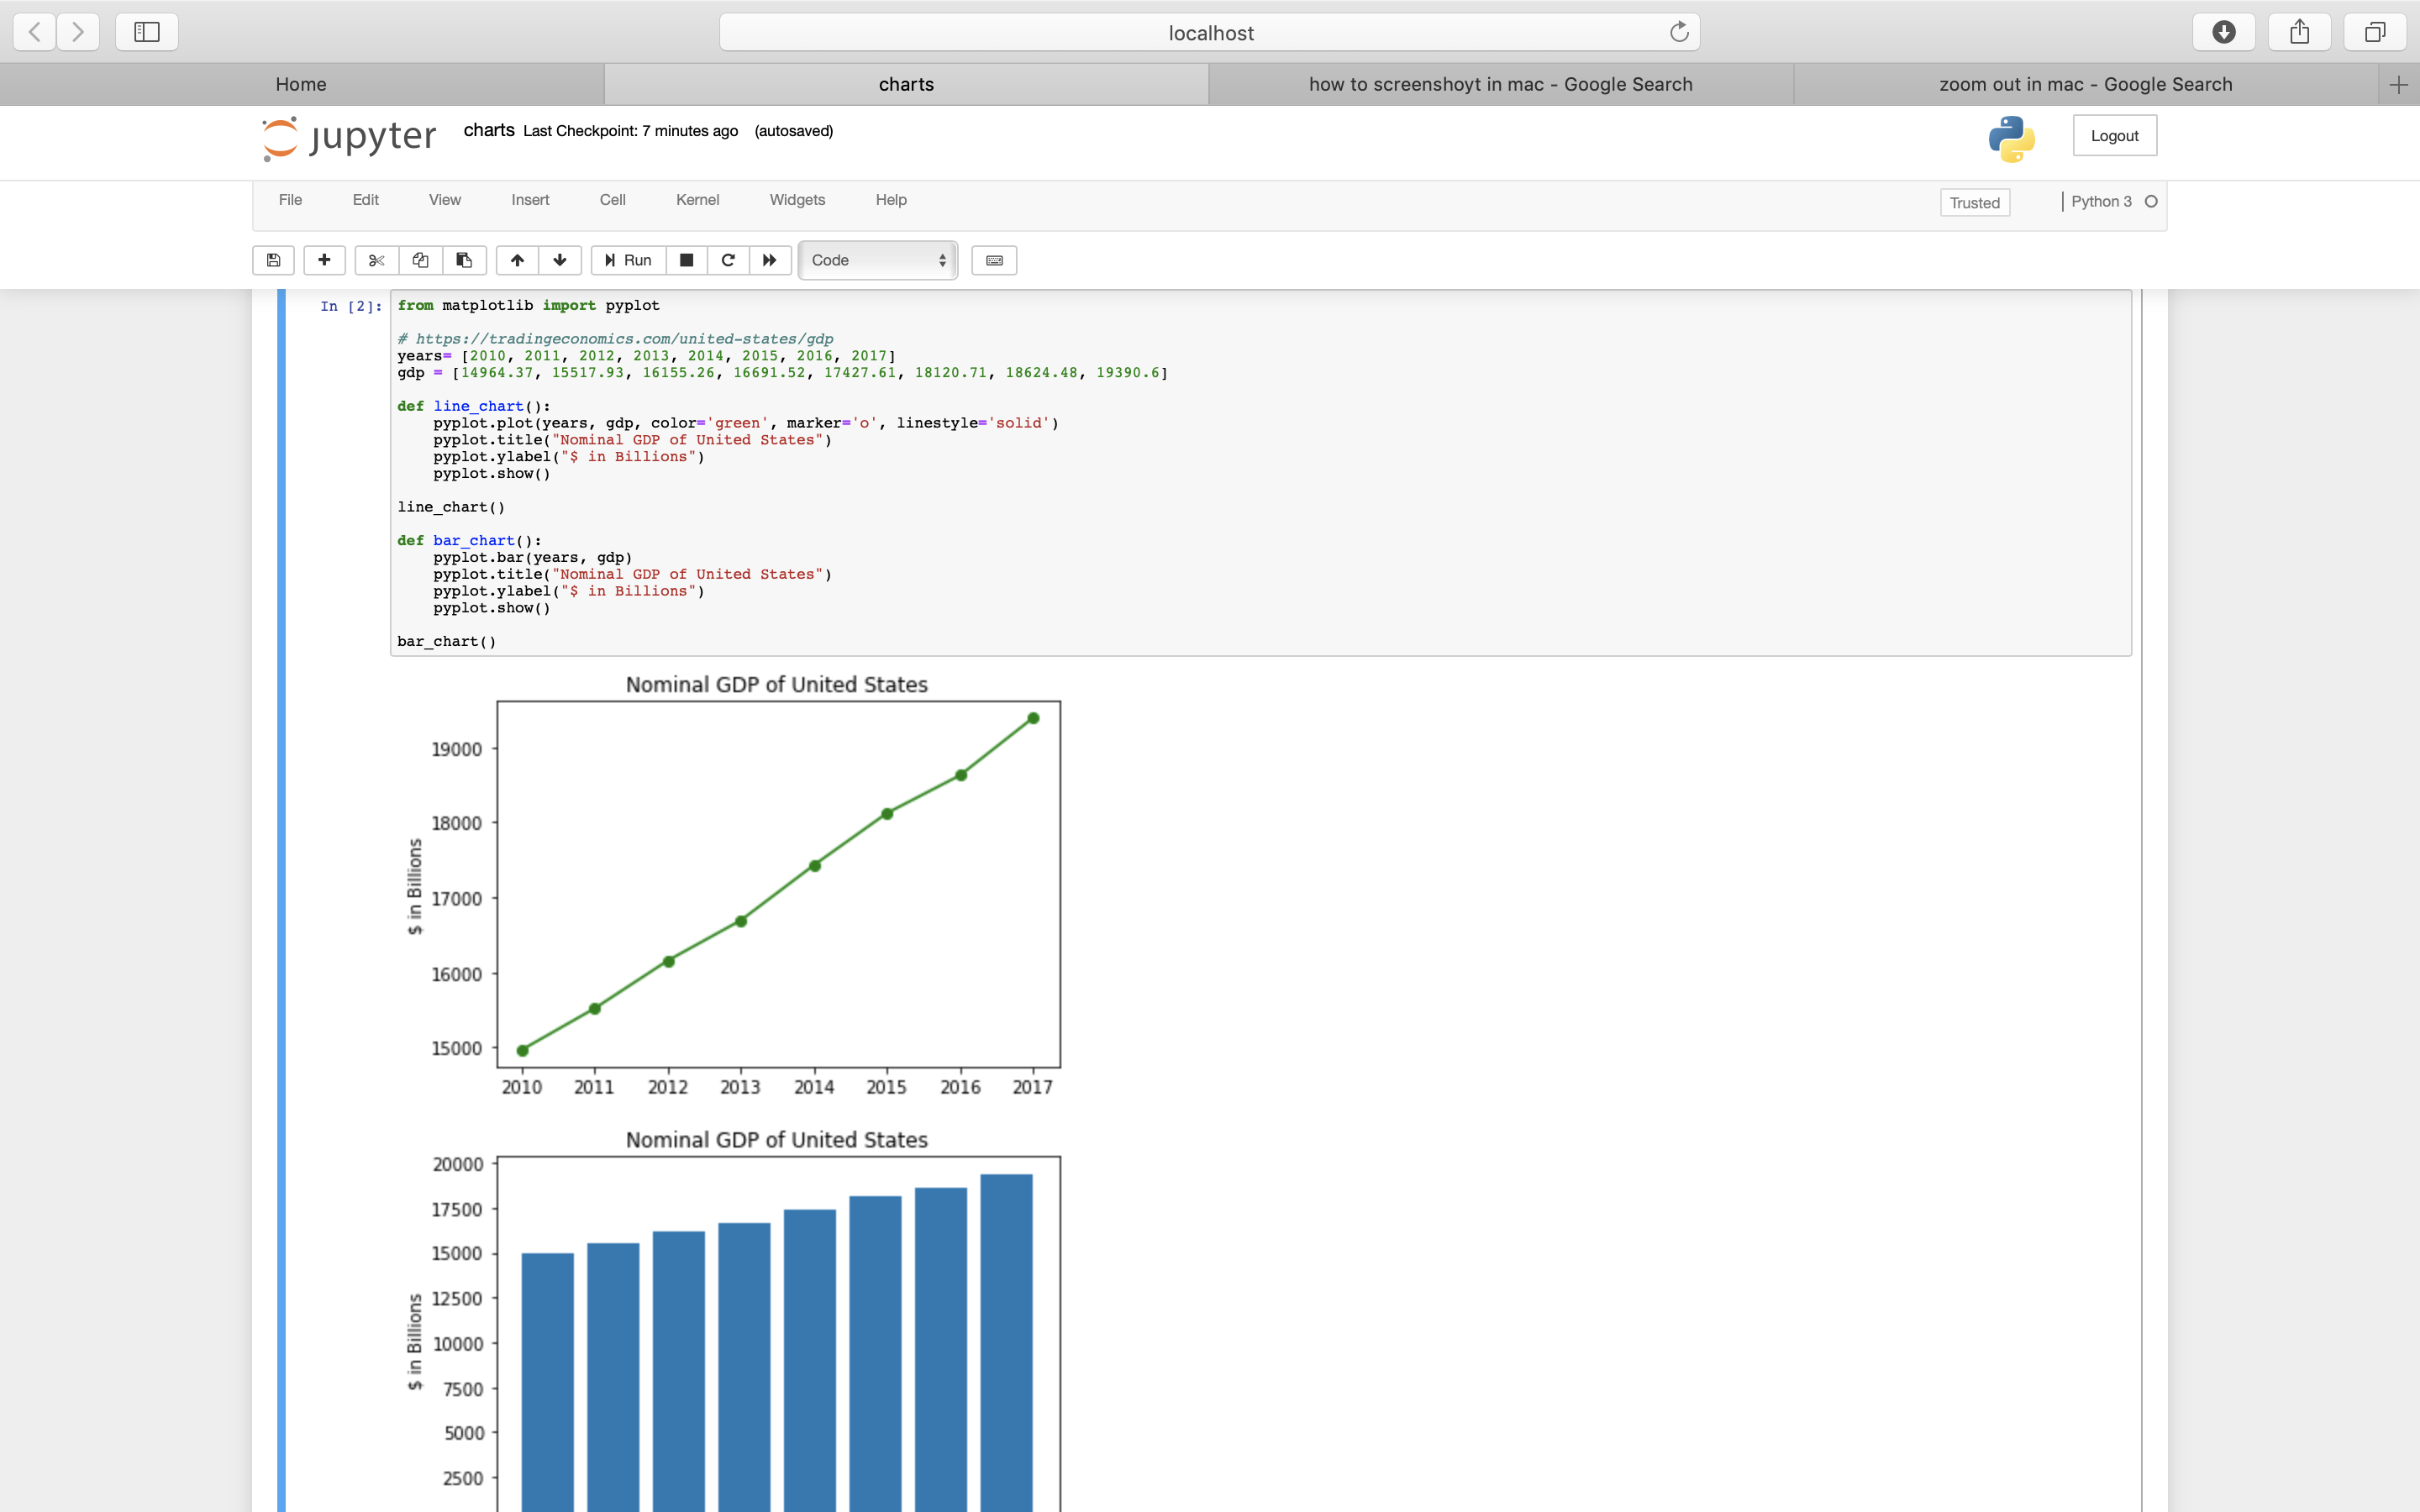 localhost
Home
charts
how to screenshoyt in mac - Google Search
zoom out in mac - Google Search
jupyter
charts Last Checkpoint: 7 minutes ago (autosaved)
Logout
File Edit View Insert Cell Kernel Widgets Help
Trusted
Python 3
Run
Code
In [2]:
from matplotlib import pyplot
# https://tradingeconomics.com/united-states/gdp
years= [2010, 2011, 2012, 2013, 2014, 2015, 2016, 2017]
gdp = [14964.37, 15517.93, 16155.26, 16691.52, 17427.61, 18120.71, 18624.48, 19390.6]
def line_chart():
    pyplot.plot(years, gdp, color='green', marker='o', linestyle='solid')
    pyplot.title("Nominal GDP of United States")
    pyplot.ylabel("$ in Billions")
    pyplot.show()
line_chart()
def bar_chart():
    pyplot.bar(years, gdp)
    pyplot.title("Nominal GDP of United States")
    pyplot.ylabel("$ in Billions")
    pyplot.show()
bar_chart()
Nominal GDP of United States
$ in Billions
19000
18000
17000
16000
15000
2010 2011 2012 2013 2014 2015 2016 2017
Nominal GDP of United States
$ in Billions
20000
17500
15000
12500
10000
7500
5000
2500